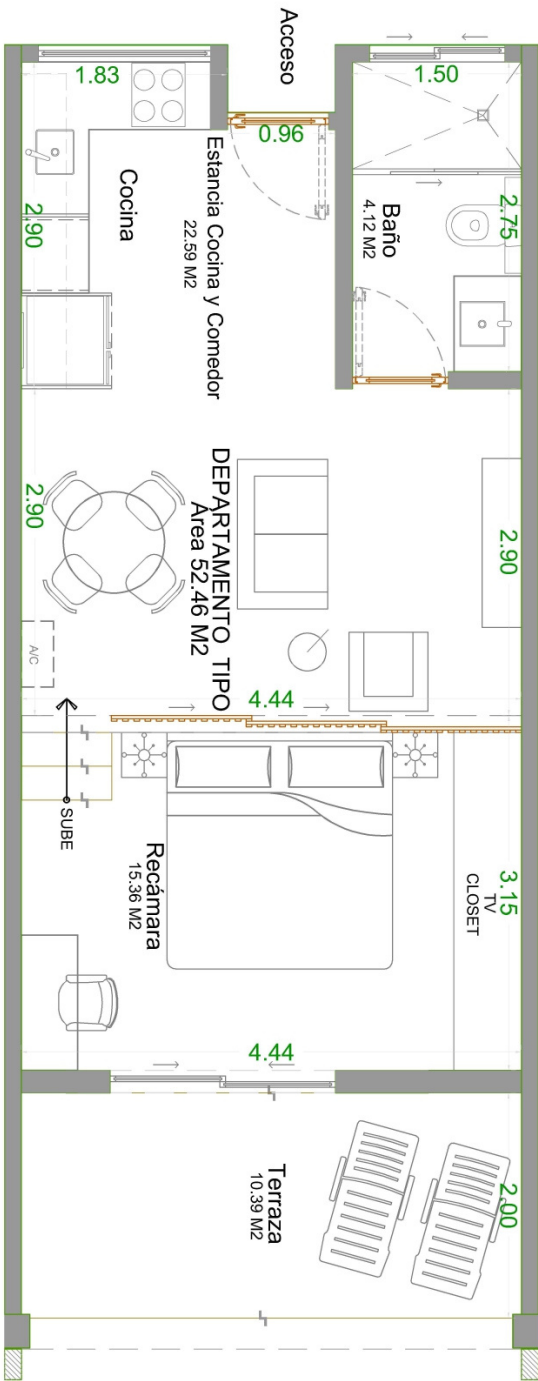 Acceso
1.83
0.96
1.50
Estancia Cocina y Comedor
22.59 M2
Cocina
2.90
Baño
4.12 M2
2.75
DEPARTAMENTO TIPO
Área 52.46 M2
2.90
2.90
A/C
4.44
SUBE
Recámara
15.36 M2
3.15
TV
CLOSET
4.44
Terraza
10.39 M2
2.00